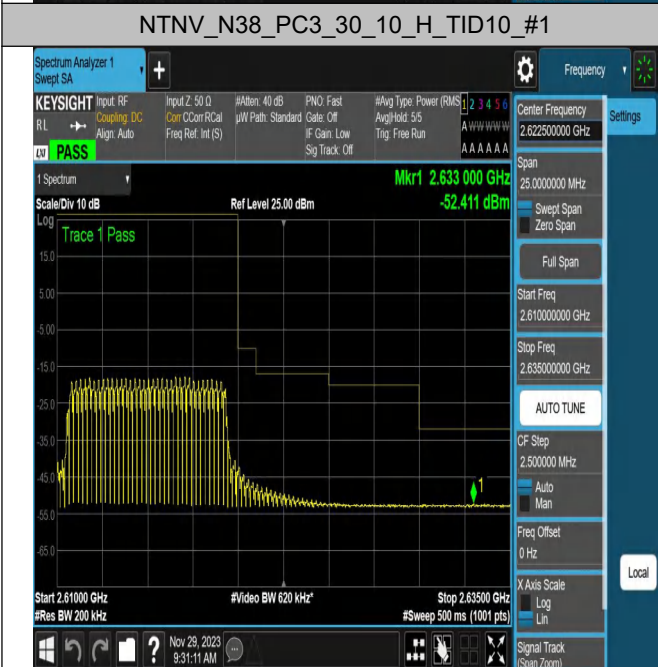 NTNV_N38_PC3_30_10_H_TID10_#1
Spectrum Analyzer 1
Swept SA
+
Frequency
KEYSIGHT
RL
LXI
PASS
Input: RF
Coupling: DC
Align: Auto
Input Z: 50 Ω
Corr CCorr RCal
Freq Ref: Int (S)
#Atten: 40 dB
µW Path: Standard
PNO: Fast
Gate: Off
IF Gain: Low
Sig Track: Off
#Avg Type: Power (RMS
Avg|Hold: 5/5
Trig: Free Run
1 2 3 4 5 6
A W W W W W
A A A A A A
1 Spectrum
Scale/Div 10 dB
Ref Level 25.00 dBm
Mkr1 2.633 000 GHz
-52.411 dBm
Log
Trace 1 Pass
15.0
5.00
-5.00
-15.0
-25.0
-35.0
-45.0
-55.0
-65.0
1
Start 2.61000 GHz
#Res BW 200 kHz
#Video BW 620 kHz*
Stop 2.63500 GHz
#Sweep 500 ms (1001 pts)
Nov 29, 2023
9:31:11 AM
?
Center Frequency
2.622500000 GHz
Settings
Span
25.0000000 MHz
Swept Span
Zero Span
Full Span
Start Freq
2.610000000 GHz
Stop Freq
2.635000000 GHz
AUTO TUNE
CF Step
2.500000 MHz
Auto
Man
Freq Offset
0 Hz
X Axis Scale
Log
Lin
Local
Signal Track
(Span Zoom)